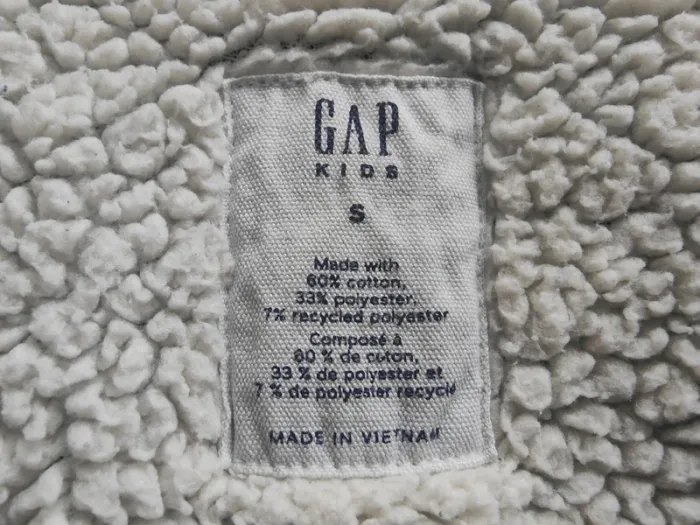 GAP
KIDS
S
Made with
60% cotton,
33% polyester,
7% recycled polyester
Composé à
60 % de coton,
33 % de polyester et
7 % de polyester recyclé
MADE IN VIETNAM